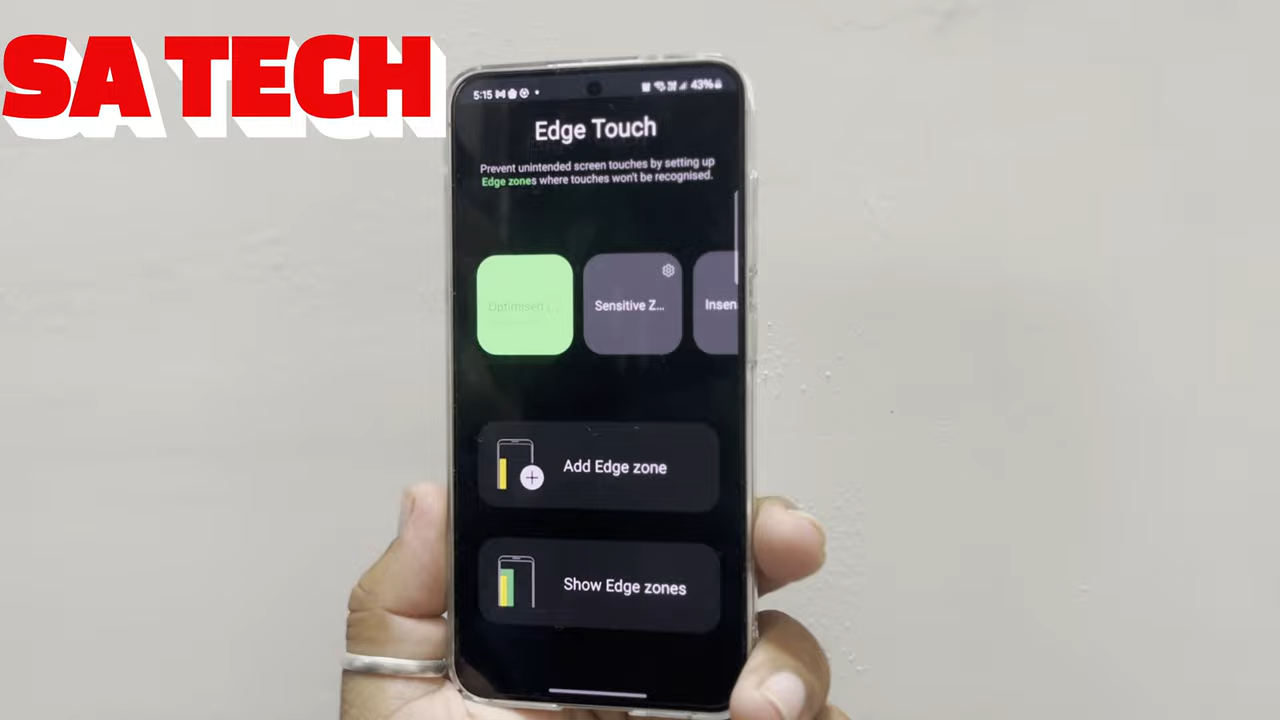 SA TECH
5:15
43%
Edge Touch
Prevent unintended screen touches by setting up
Edge zones where touches won't be recognised.
Optimised
Sensitive Z...
Insen
Add Edge zone
Show Edge zones